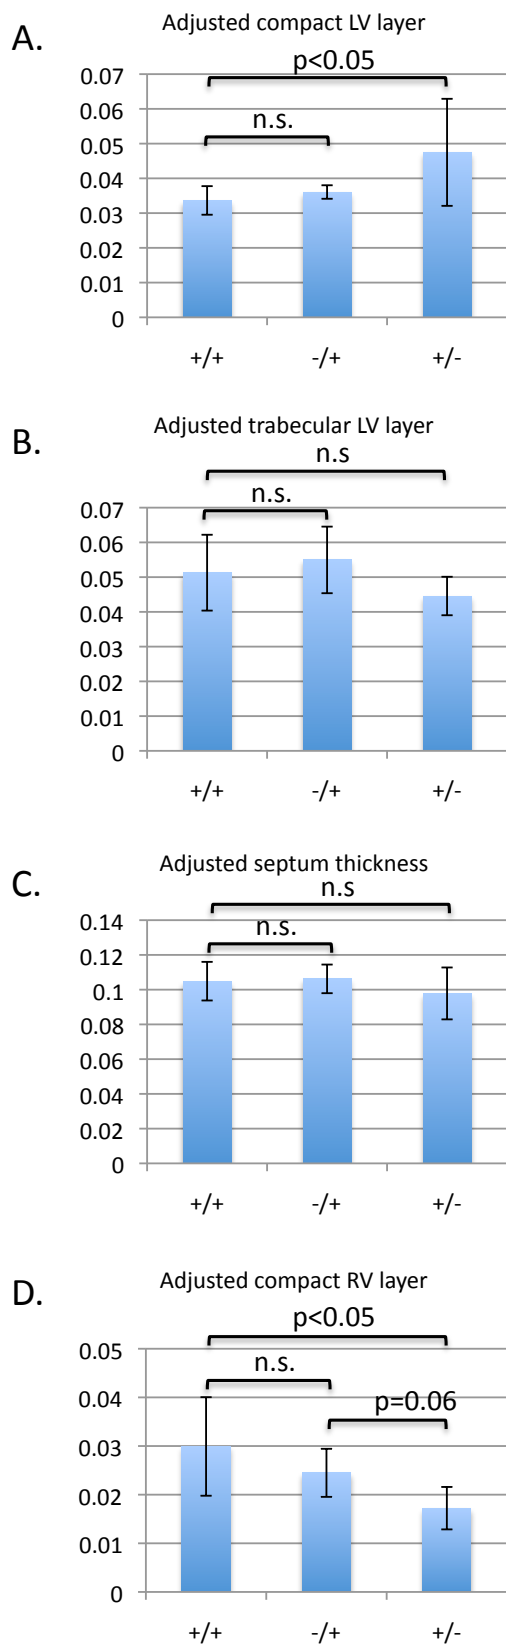 A.
Adjusted compact LV layer
p<0.05
n.s.
0.07
0.06
0.05
0.04
0.03
0.02
0.01
0
+/+ -/+ +/-
B.
Adjusted trabecular LV layer
n.s
n.s.
0.07
0.06
0.05
0.04
0.03
0.02
0.01
0
+/+ -/+ +/-
C.
Adjusted septum thickness
n.s
n.s.
0.14
0.12
0.1
0.08
0.06
0.04
0.02
0
+/+ -/+ +/-
D.
Adjusted compact RV layer
p<0.05
n.s.
p=0.06
0.05
0.04
0.03
0.02
0.01
0
+/+ -/+ +/-